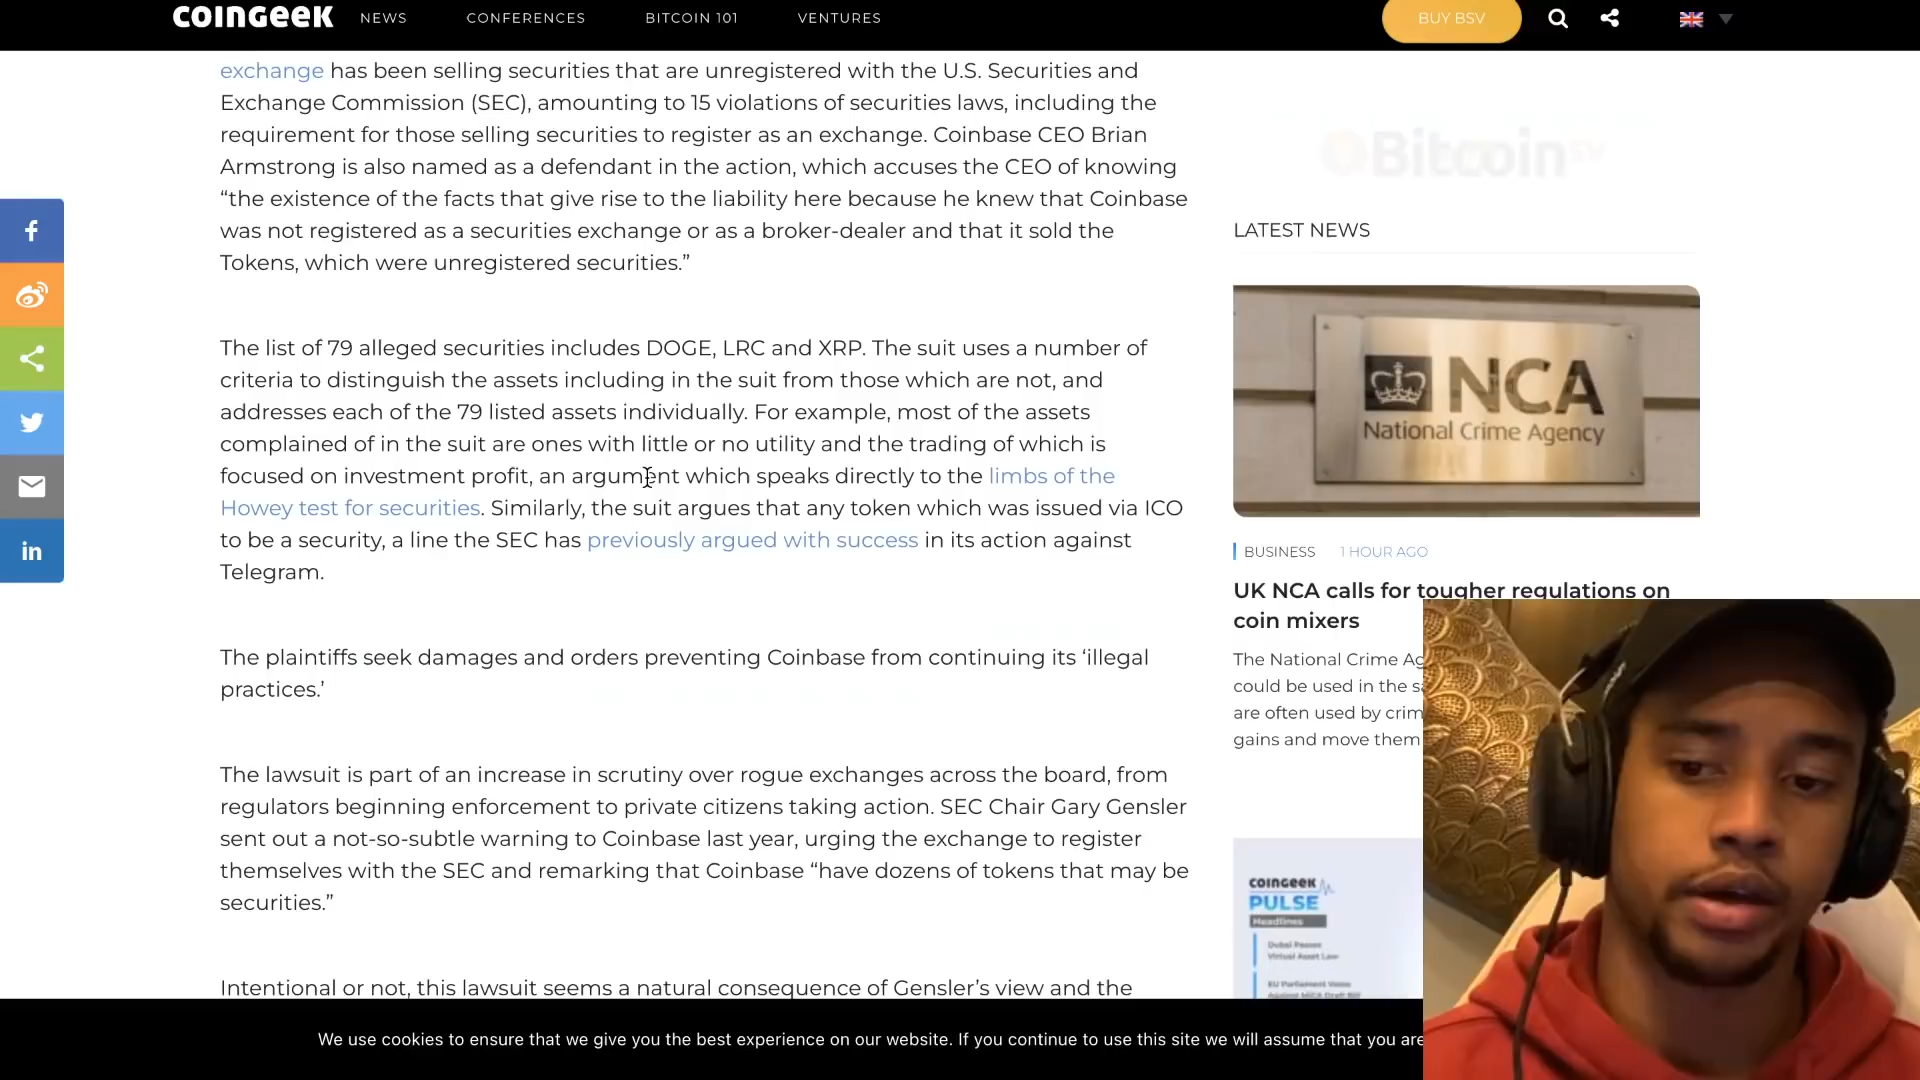 COINGEEK
NEWS
CONFERENCES
BITCOIN 101
VENTURES
BUY BSV
exchange has been selling securities that are unregistered with the U.S. Securities and
Exchange Commission (SEC), amounting to 15 violations of securities laws, including the
requirement for those selling securities to register as an exchange. Coinbase CEO Brian
Armstrong is also named as a defendant in the action, which accuses the CEO of knowing
“the existence of the facts that give rise to the liability here because he knew that Coinbase
was not registered as a securities exchange or as a broker-dealer and that it sold the
Tokens, which were unregistered securities.”
The list of 79 alleged securities includes DOGE, LRC and XRP. The suit uses a number of
criteria to distinguish the assets including in the suit from those which are not, and
addresses each of the 79 listed assets individually. For example, most of the assets
complained of in the suit are ones with little or no utility and the trading of which is
focused on investment profit, an argument which speaks directly to the limbs of the
Howey test for securities. Similarly, the suit argues that any token which was issued via ICO
to be a security, a line the SEC has previously argued with success in its action against
Telegram.
The plaintiffs seek damages and orders preventing Coinbase from continuing its ‘illegal
practices.’
The lawsuit is part of an increase in scrutiny over rogue exchanges across the board, from
regulators beginning enforcement to private citizens taking action. SEC Chair Gary Gensler
sent out a not-so-subtle warning to Coinbase last year, urging the exchange to register
themselves with the SEC and remarking that Coinbase “have dozens of tokens that may be
securities.”
Intentional or not, this lawsuit seems a natural consequence of Gensler’s view and the
Bitcoin
LATEST NEWS
NCA
National Crime Agency
BUSINESS
1 HOUR AGO
UK NCA calls for tougher regulations on
coin mixers
The National Crime Ag
could be used in the
are often used by crim
gains and move them
COINGEEK
PULSE
Headlines
Dubai Passes
Virtual Asset Law
EU Parliament Votes
Against MiCA Draft Bill
We use cookies to ensure that we give you the best experience on our website. If you continue to use this site we will assume that you are